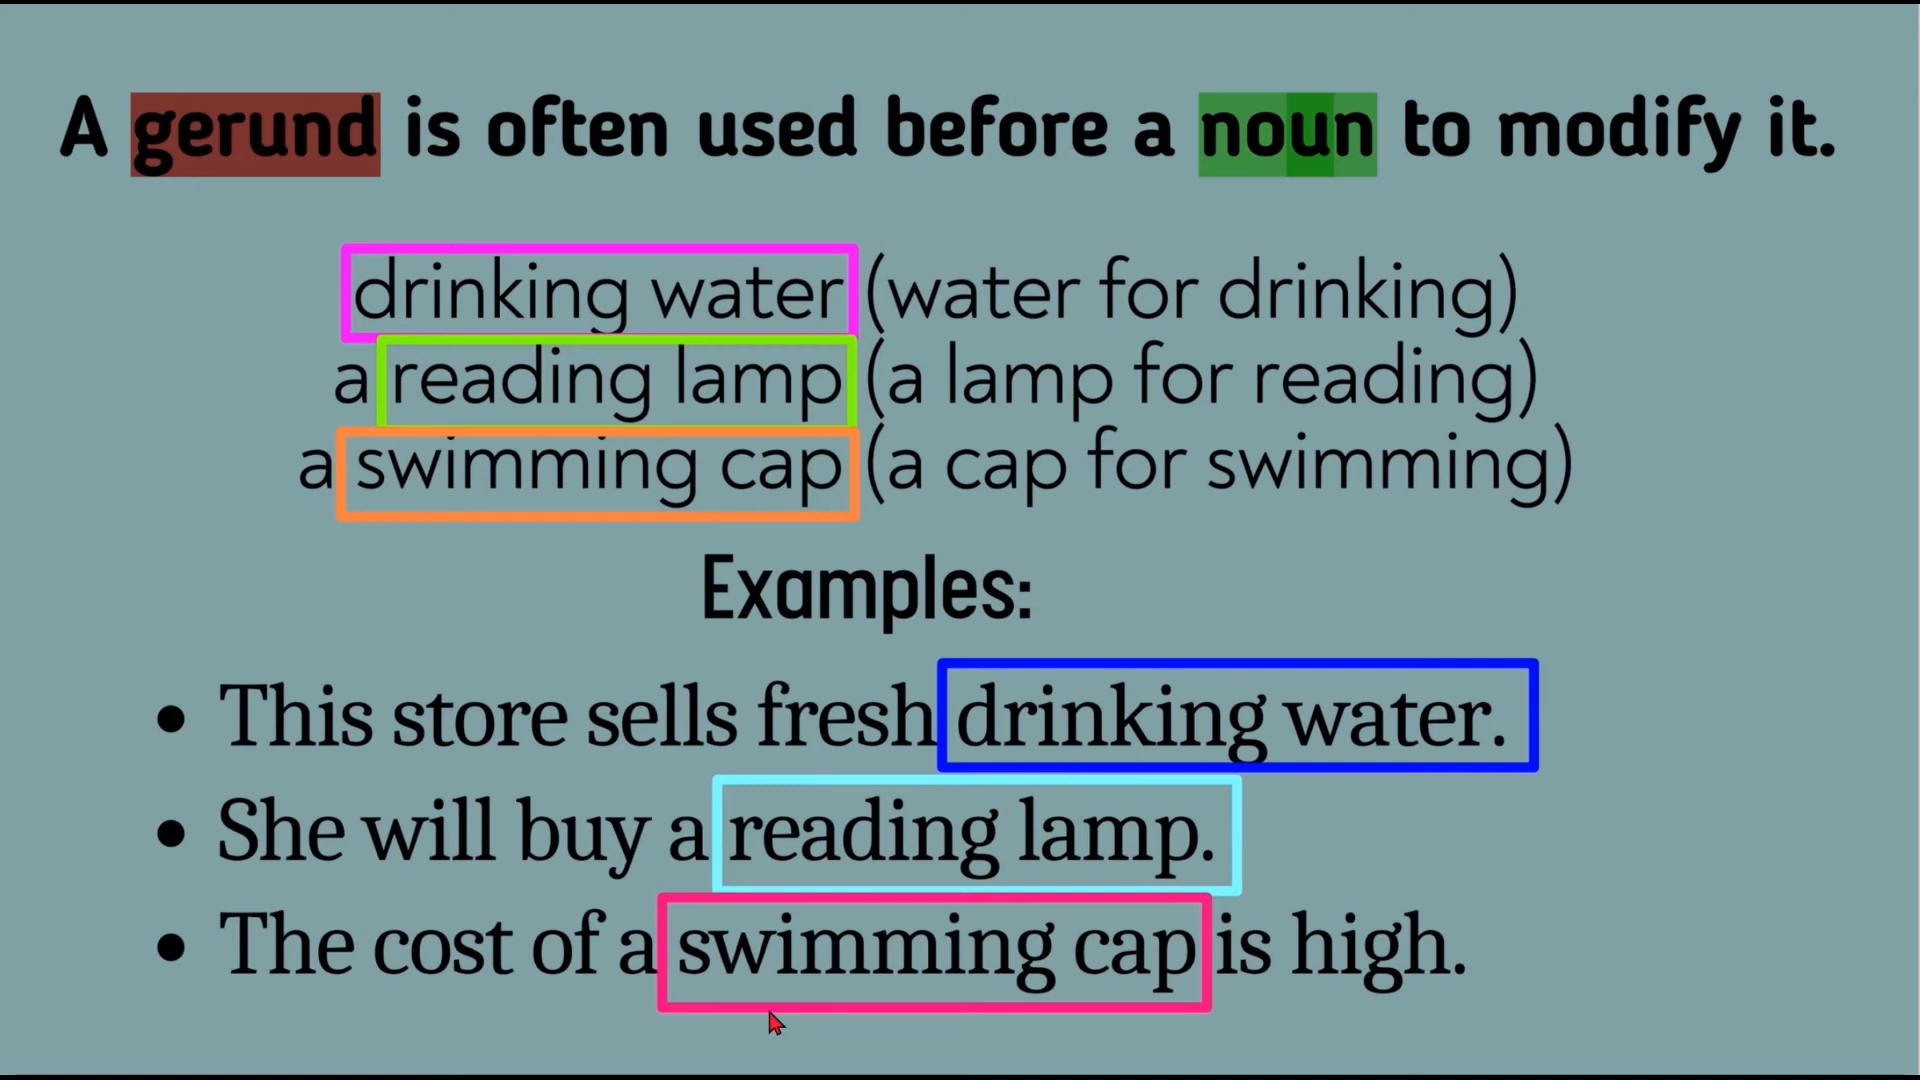 A gerund is often used before a noun to modify it.
drinking water (water for drinking)
a reading lamp (a lamp for reading)
a swimming cap (a cap for swimming)
Examples:
• This store sells fresh drinking water.
• She will buy a reading lamp.
• The cost of a swimming cap is high.